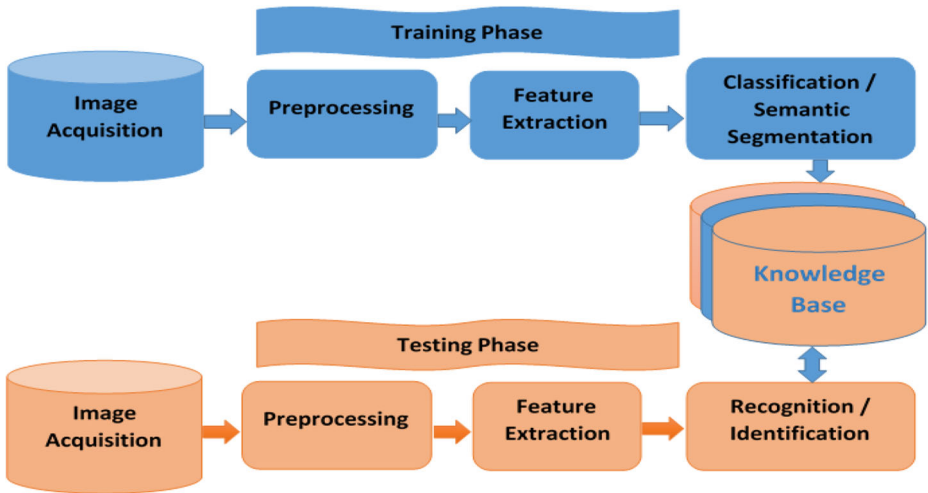 Training Phase
Image
Acquisition
Preprocessing
Feature
Extraction
Classification /
Semantic
Segmentation
Knowledge
Base
Testing Phase
Image
Acquisition
Preprocessing
Feature
Extraction
Recognition /
Identification